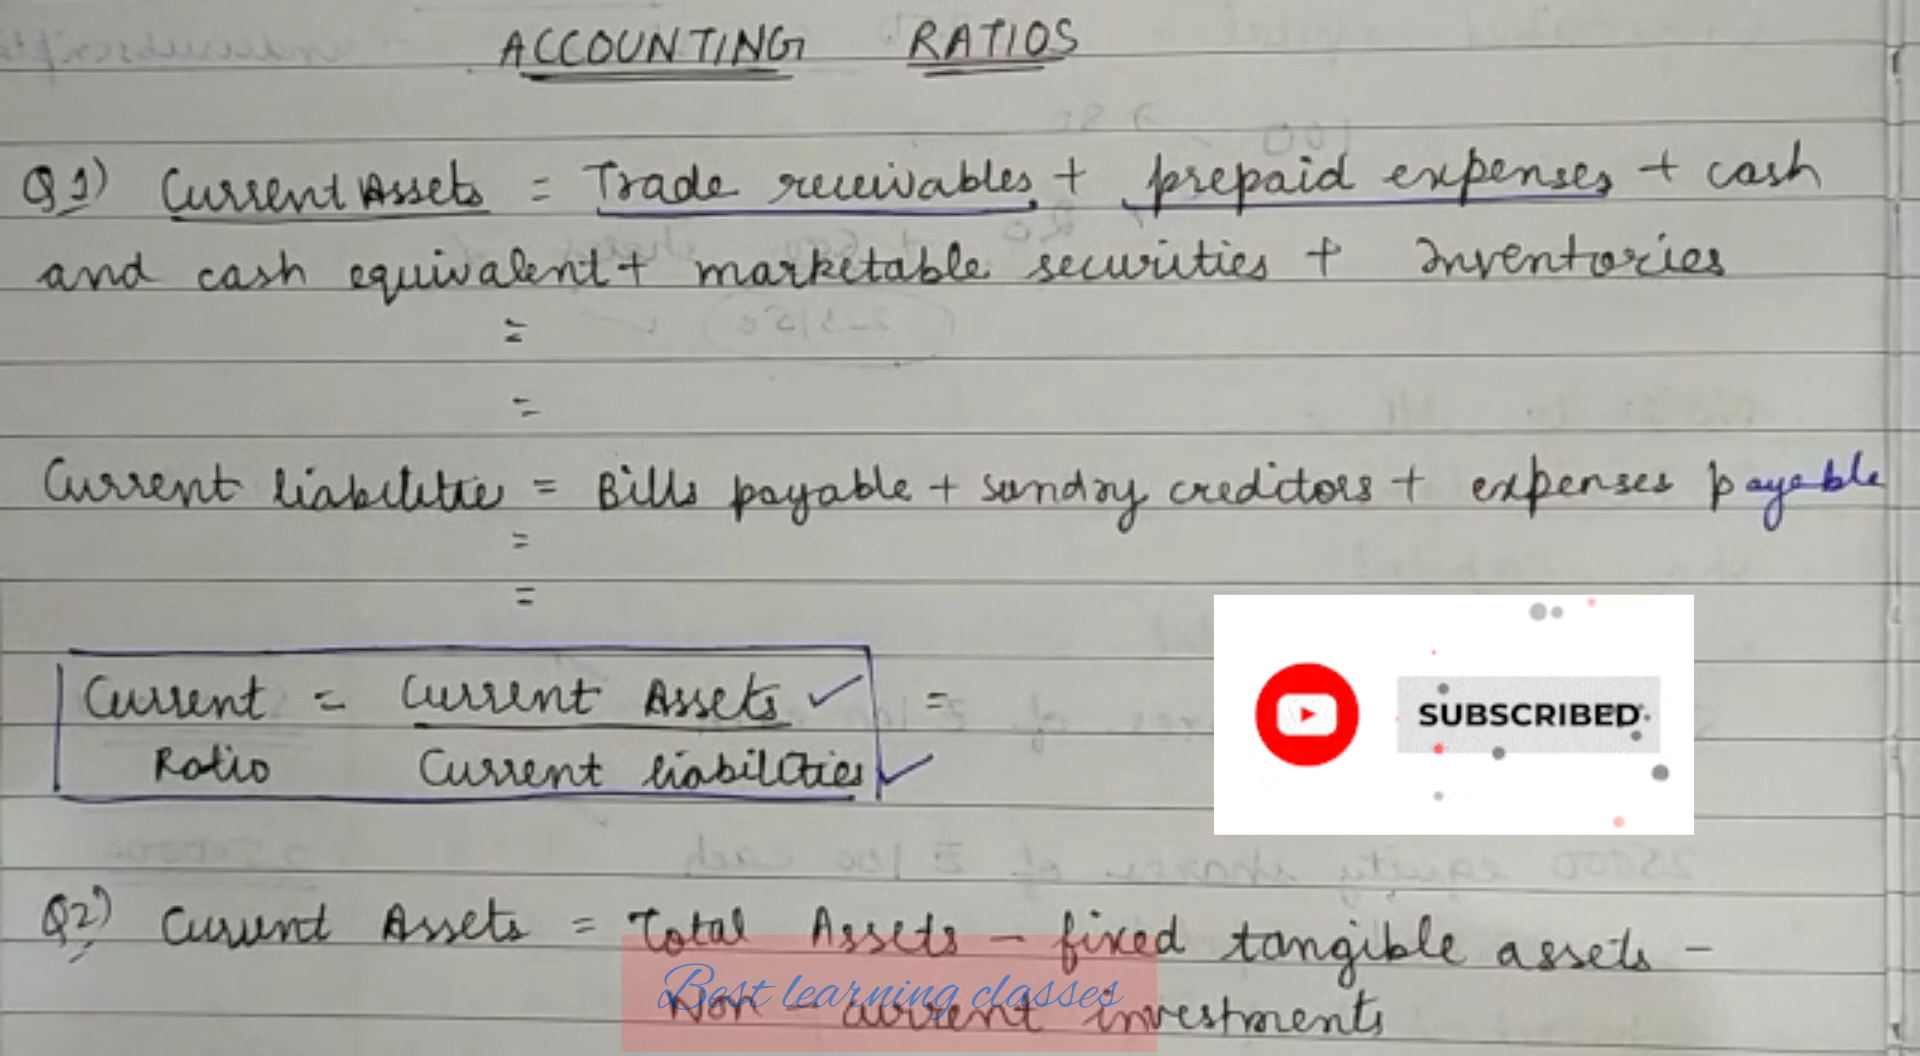 ACCOUNTING RATIOS
Q1) Current Assets = Trade receivables + prepaid expenses + cash
and cash equivalent + marketable securities + Inventories
=
=
Current liabilities = Bills payable + sundry creditors + expenses payable
=
=
Current = Current Assets ✓ =
Ratio Current liabilities ✓
SUBSCRIBED
Q2) Current Assets = Total Assets - fixed tangible assets -
Best learning classes
Non - current investments